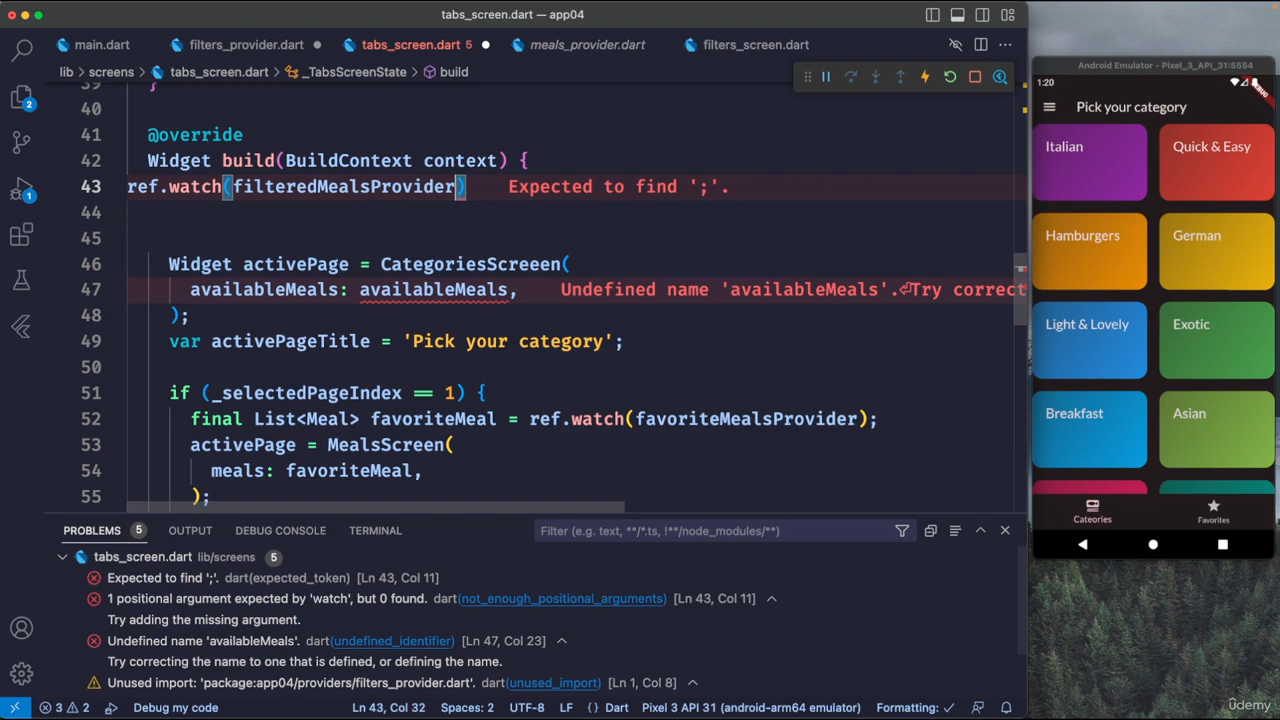 tabs_screen.dart — app04
main.dart
filters_provider.dart
tabs_screen.dart 5
meals_provider.dart
filters_screen.dart
lib > screens > tabs_screen.dart > _TabsScreenState > build
39 }
40
41 @override
42 Widget build(BuildContext context) {
43 ref.watch(filteredMealsProvider) Expected to find ';'.
44
45
46 Widget activePage = CategoriesScreeen(
47 availableMeals: availableMeals, Undefined name 'availableMeals'.⏎Try correct
48 );
49 var activePageTitle = 'Pick your category';
50
51 if (_selectedPageIndex == 1) {
52 final List<Meal> favoriteMeal = ref.watch(favoriteMealsProvider);
53 activePage = MealsScreen(
54 meals: favoriteMeal,
55 );
2
1
PROBLEMS 5
OUTPUT
DEBUG CONSOLE
TERMINAL
Filter (e.g. text, **/*.ts, !**/node_modules/**)
tabs_screen.dart lib/screens 5
Expected to find ';'. dart(expected_token) [Ln 43, Col 11]
1 positional argument expected by 'watch', but 0 found. dart(not_enough_positional_arguments) [Ln 43, Col 11]
Try adding the missing argument.
Undefined name 'availableMeals'. dart(undefined_identifier) [Ln 47, Col 23]
Try correcting the name to one that is defined, or defining the name.
Unused import: 'package:app04/providers/filters_provider.dart'. dart(unused_import) [Ln 1, Col 8]
3 2 Debug my code Ln 43, Col 32 Spaces: 2 UTF-8 LF { } Dart Pixel 3 API 31 (android-arm64 emulator) Formatting: ✓
Android Emulator - Pixel_3_API_31:5554
1:20
DEBUG
Pick your category
Italian
Quick & Easy
Hamburgers
German
Light & Lovely
Exotic
Breakfast
Asian
Cateories
Favorites
ûdemy